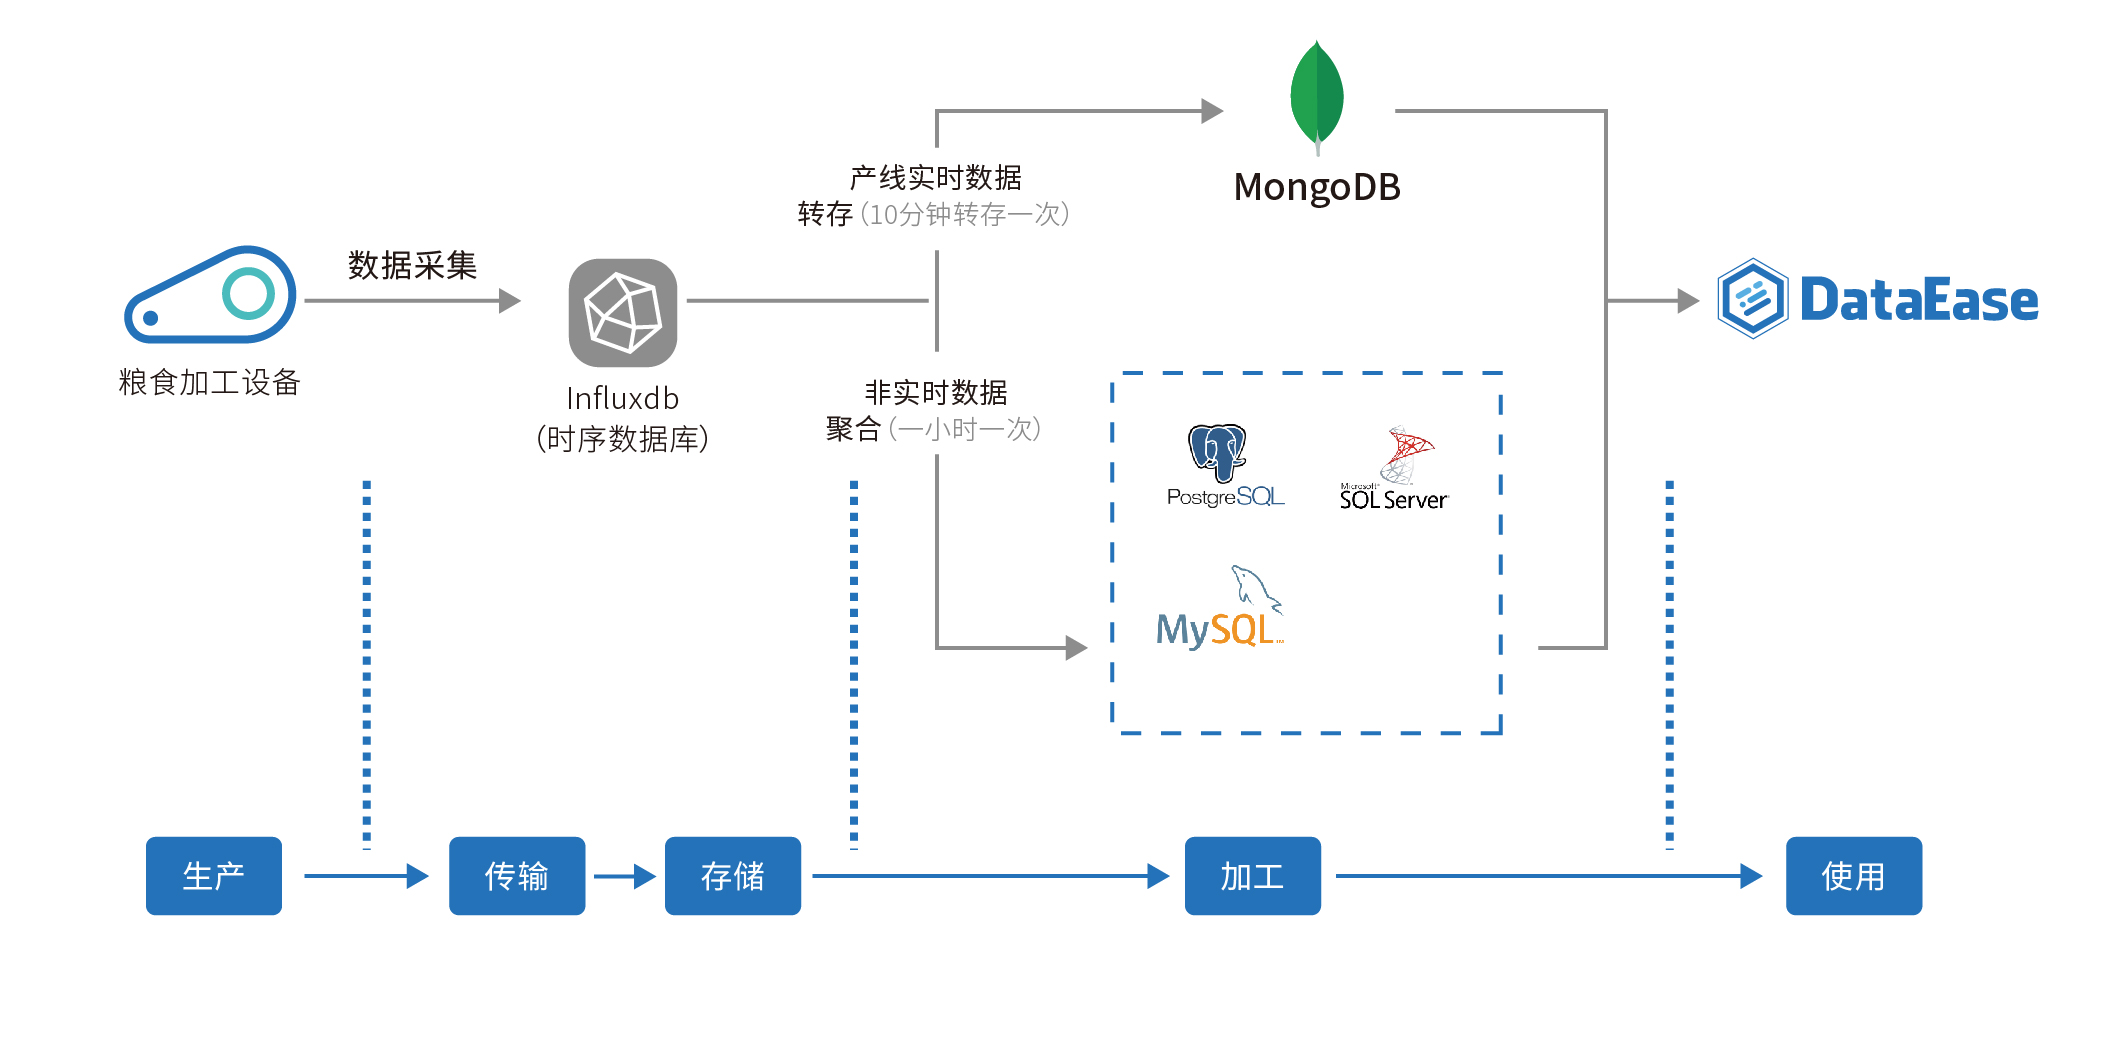 产线实时数据
转存（10分钟转存一次）
MongoDB
数据采集
DataEase
粮食加工设备
Influxdb
（时序数据库）
非实时数据
聚合（一小时一次）
PostgreSQL
Microsoft
SQL Server
MySQL
生产
传输
存储
加工
使用